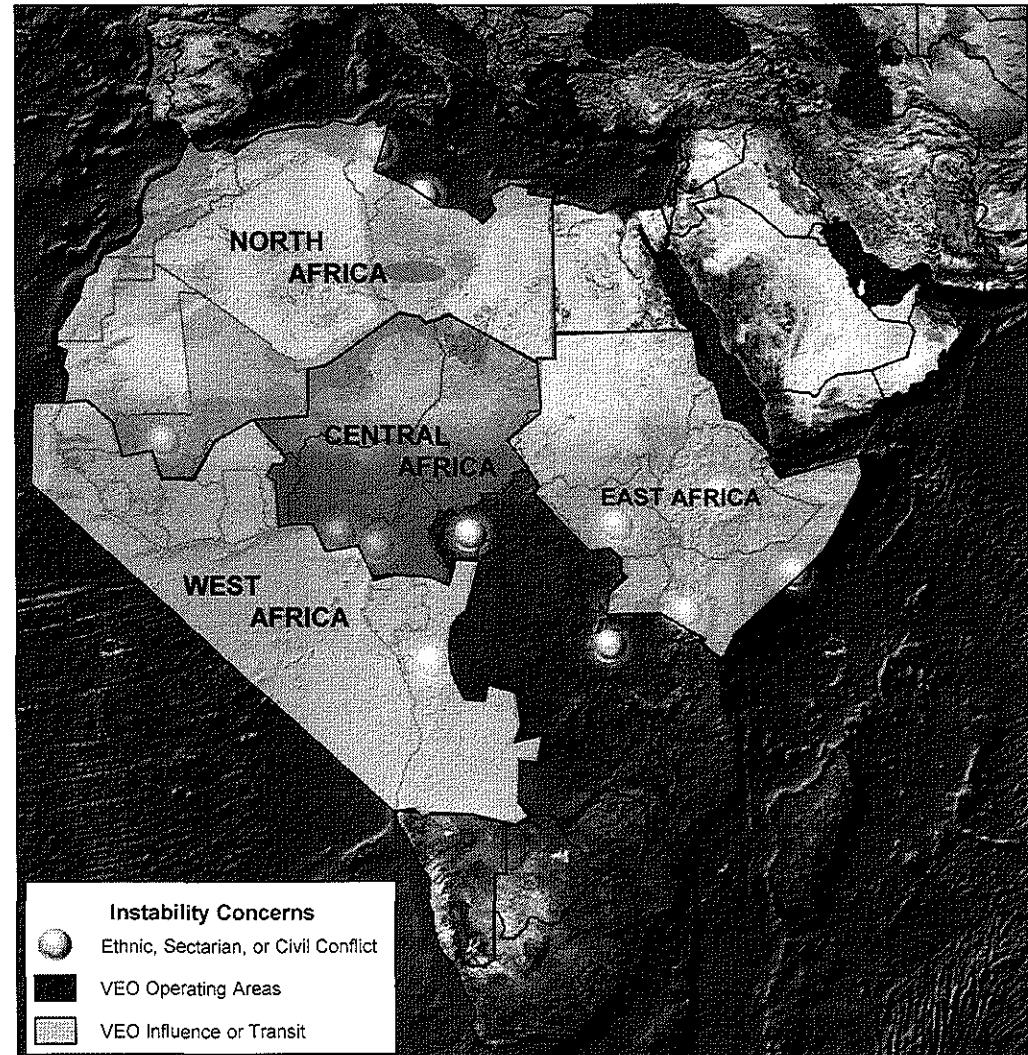 NORTH
AFRICA
CENTRAL
AFRICA
EAST AFRICA
WEST
AFRICA
Instability Concerns
Ethnic, Sectarian, or Civil Conflict
VEO Operating Areas
VEO Influence or Transit